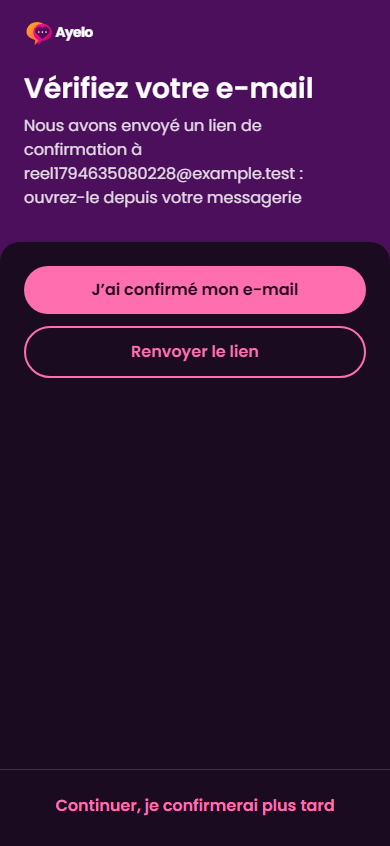 Ayelo
Vérifiez votre e-mail
Nous avons envoyé un lien de
confirmation à
reel1794635080228@example.test :
ouvrez-le depuis votre messagerie
J’ai confirmé mon e-mail
Renvoyer le lien
Continuer, je confirmerai plus tard